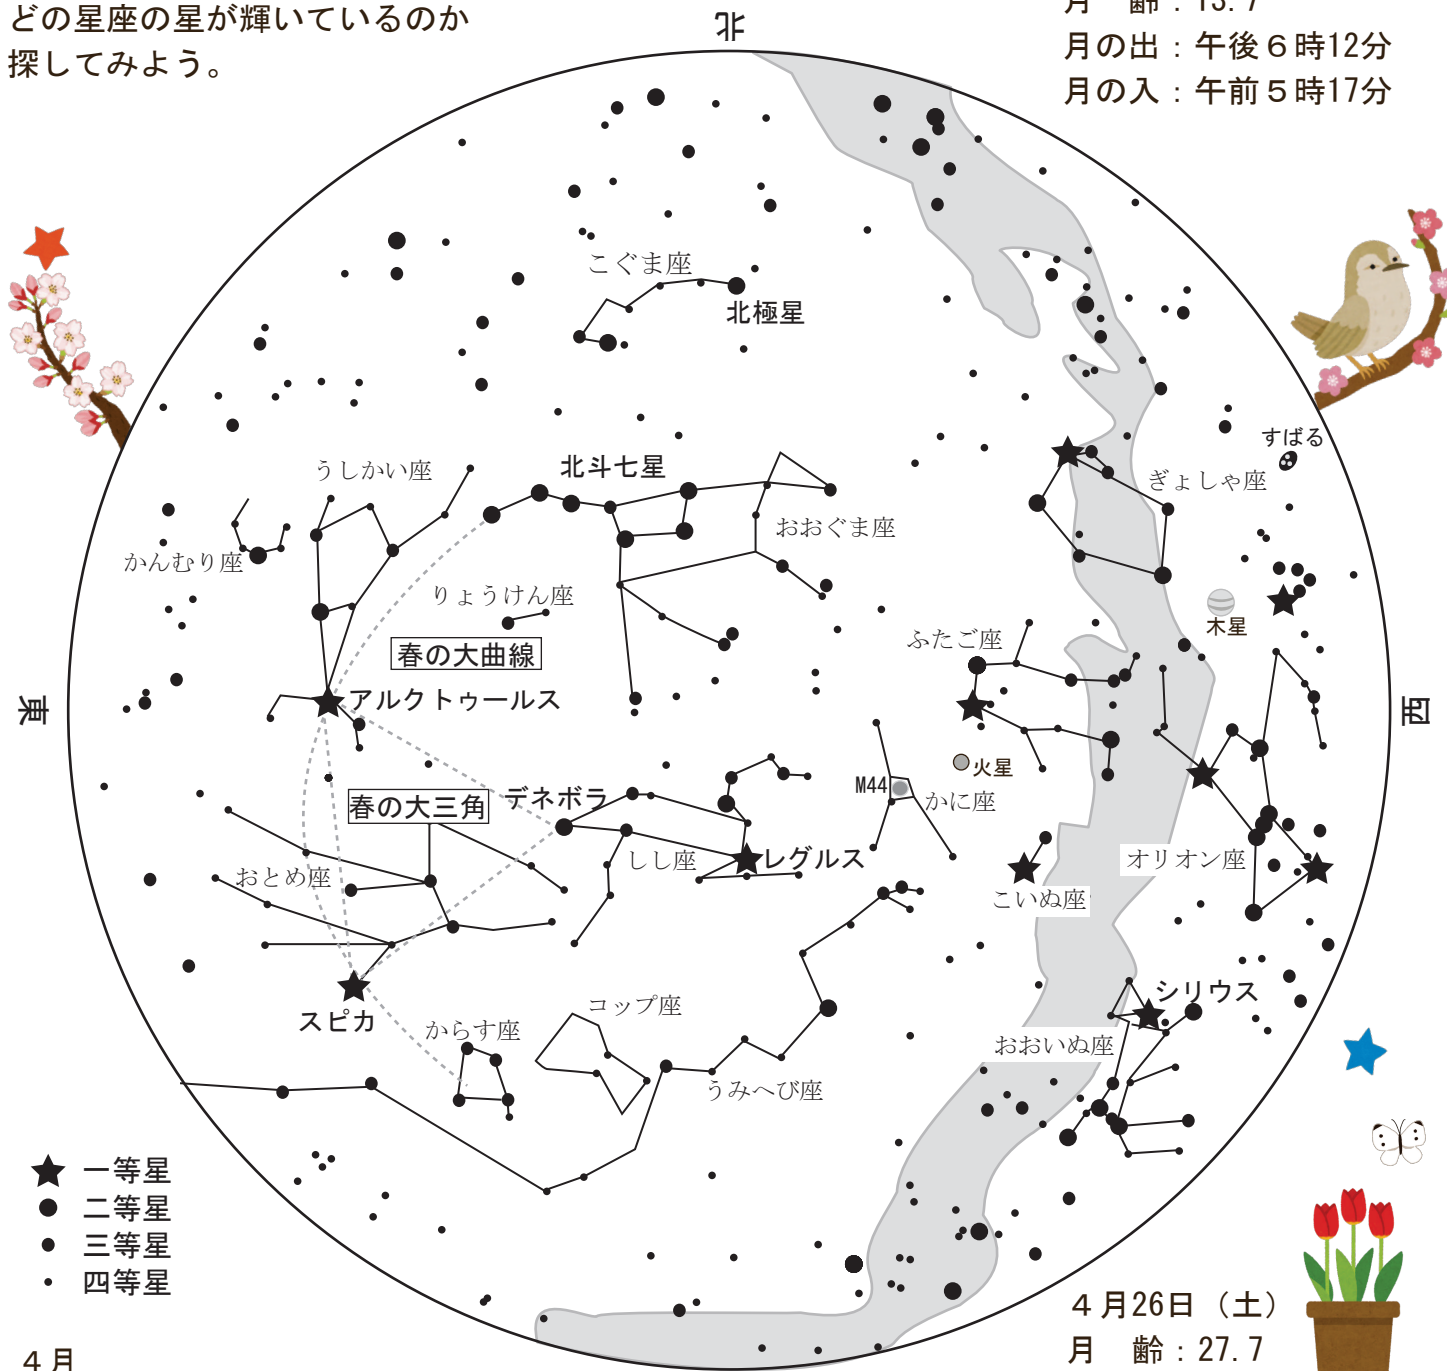 どの星座の星が輝いているのか
探してみよう。
月　齢：13.7
月の出：午後６時12分
月の入：午前５時17分
北
東
西
こぐま座
北極星
すばる
うしかい座
北斗七星
ぎょしゃ座
おおぐま座
かんむり座
りょうけん座
木星
春の大曲線
ふたご座
アルクトゥールス
火星
M44
かに座
春の大三角
デネボラ
しし座
レグルス
オリオン座
おとめ座
こいぬ座
シリウス
スピカ
コップ座
からす座
おおいぬ座
うみへび座
一等星
二等星
三等星
四等星
４月26日（土）
月　齢：27.7
４月